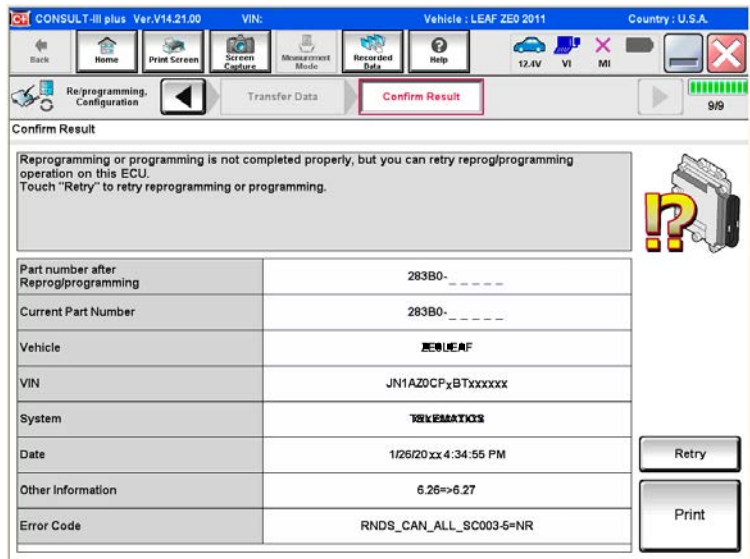 CONSULT-III plus Ver.V14.21.00 VIN: Vehicle : LEAF ZE0 2011 Country : U.S.A.
Back Home Print Screen Screen Capture Measurement Mode Recorded Data Help 12.4V VI MI
Re/programming, Configuration Transfer Data Confirm Result 9/9
Confirm Result
Reprogramming or programming is not completed properly, but you can retry reprog/programming
operation on this ECU.
Touch "Retry" to retry reprogramming or programming.
!?
Part number after
Reprog/programming 283B0-_ _ _ _ _
Current Part Number 283B0-_ _ _ _ _
Vehicle
VIN JN1AZ0CPxBTxxxxxx
System
Date 1/26/20xx 4:34:55 PM
Retry
Other Information 6.26=>6.27
Print
Error Code RNDS_CAN_ALL_SC003-5=NR